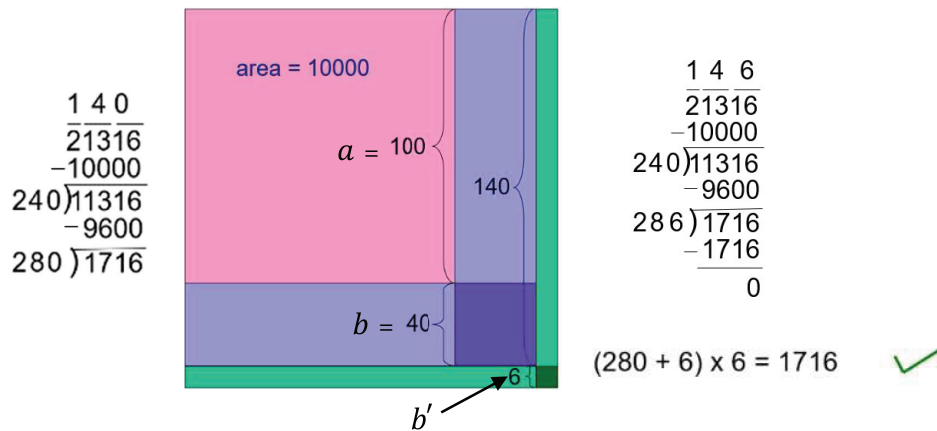 1 4 0
21316
−10000
240)11316
−9600
280)1716
area = 10000
a = 100
140
b = 40
6
b′
1 4 6
21316
−10000
240)11316
−9600
286)1716
−1716
0
(280 + 6) x 6 = 1716